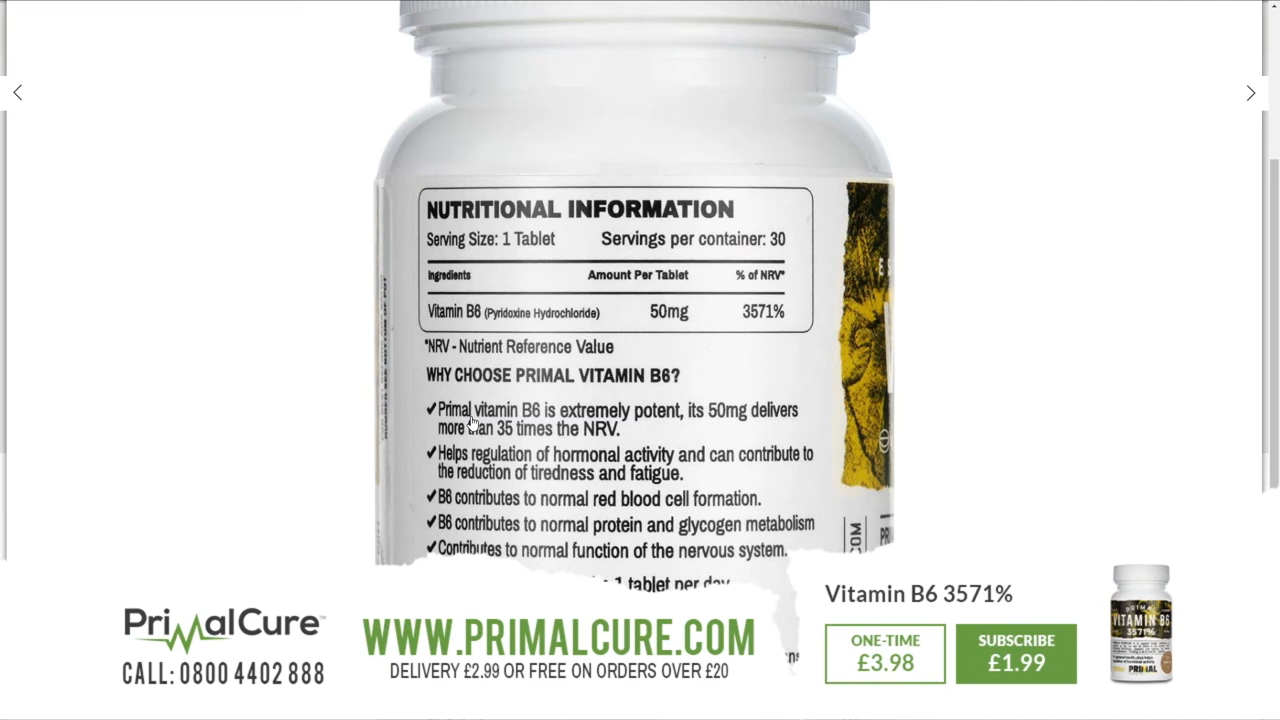 NUTRITIONAL INFORMATION
Serving Size: 1 Tablet Servings per container: 30
Ingredients Amount Per Tablet % of NRV*
Vitamin B6 (Pyridoxine Hydrochloride) 50mg 3571%
*NRV - Nutrient Reference Value
WHY CHOOSE PRIMAL VITAMIN B6?
✔Primal vitamin B6 is extremely potent, its 50mg delivers
more than 35 times the NRV.
✔Helps regulation of hormonal activity and can contribute to
the reduction of tiredness and fatigue.
✔B6 contributes to normal red blood cell formation.
✔B6 contributes to normal protein and glycogen metabolism
✔Contributes to normal function of the nervous system.
1 tablet per day
PrimalCure™
CALL: 0800 4402 888
WWW.PRIMALCURE.COM
DELIVERY £2.99 OR FREE ON ORDERS OVER £20
Vitamin B6 3571%
ONE-TIME
£3.98
SUBSCRIBE
£1.99
PRIMAL
VITAMIN B6
3571%
PRIMAL